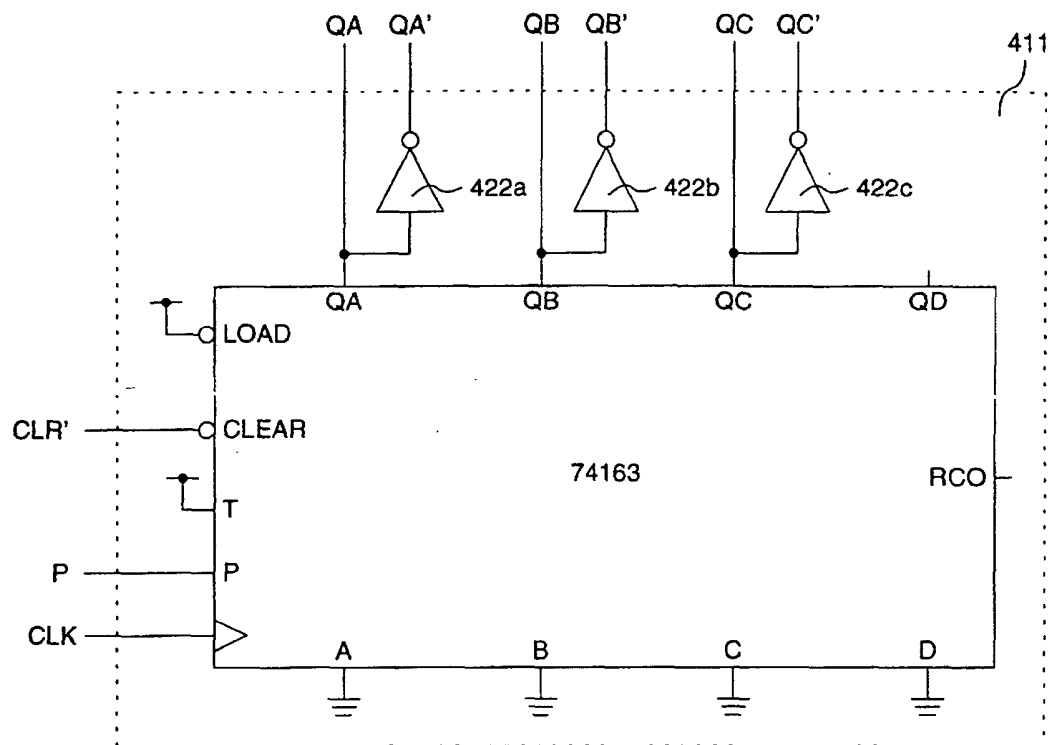 QA QA' QB QB' QC QC'
411
422a 422b 422c
QA QB QC QD
LOAD
CLR' CLEAR
74163
RCO
T
P P
CLK
A B C D